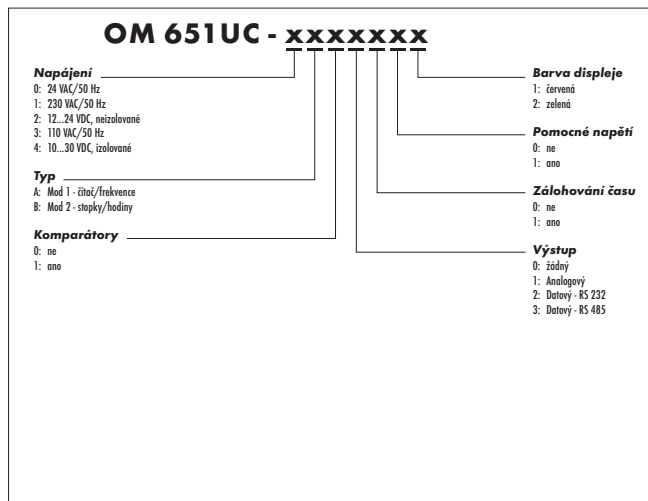 OM 651UC - xxxxxxx
Napájení
0: 24 VAC/50 Hz
1: 230 VAC/50 Hz
2: 12...24 VDC, neizolované
3: 110 VAC/50 Hz
4: 10...30 VDC, izolované
Typ
A: Mod 1 - čítač/frekvence
B: Mod 2 - stopky/hodiny
Komparátory
0: ne
1: ano
Barva displeje
1: červená
2: zelená
Pomocné napětí
0: ne
1: ano
Zálohování času
0: ne
1: ano
Výstup
0: žádný
1: Analogový
2: Datový - RS 232
3: Datový - RS 485